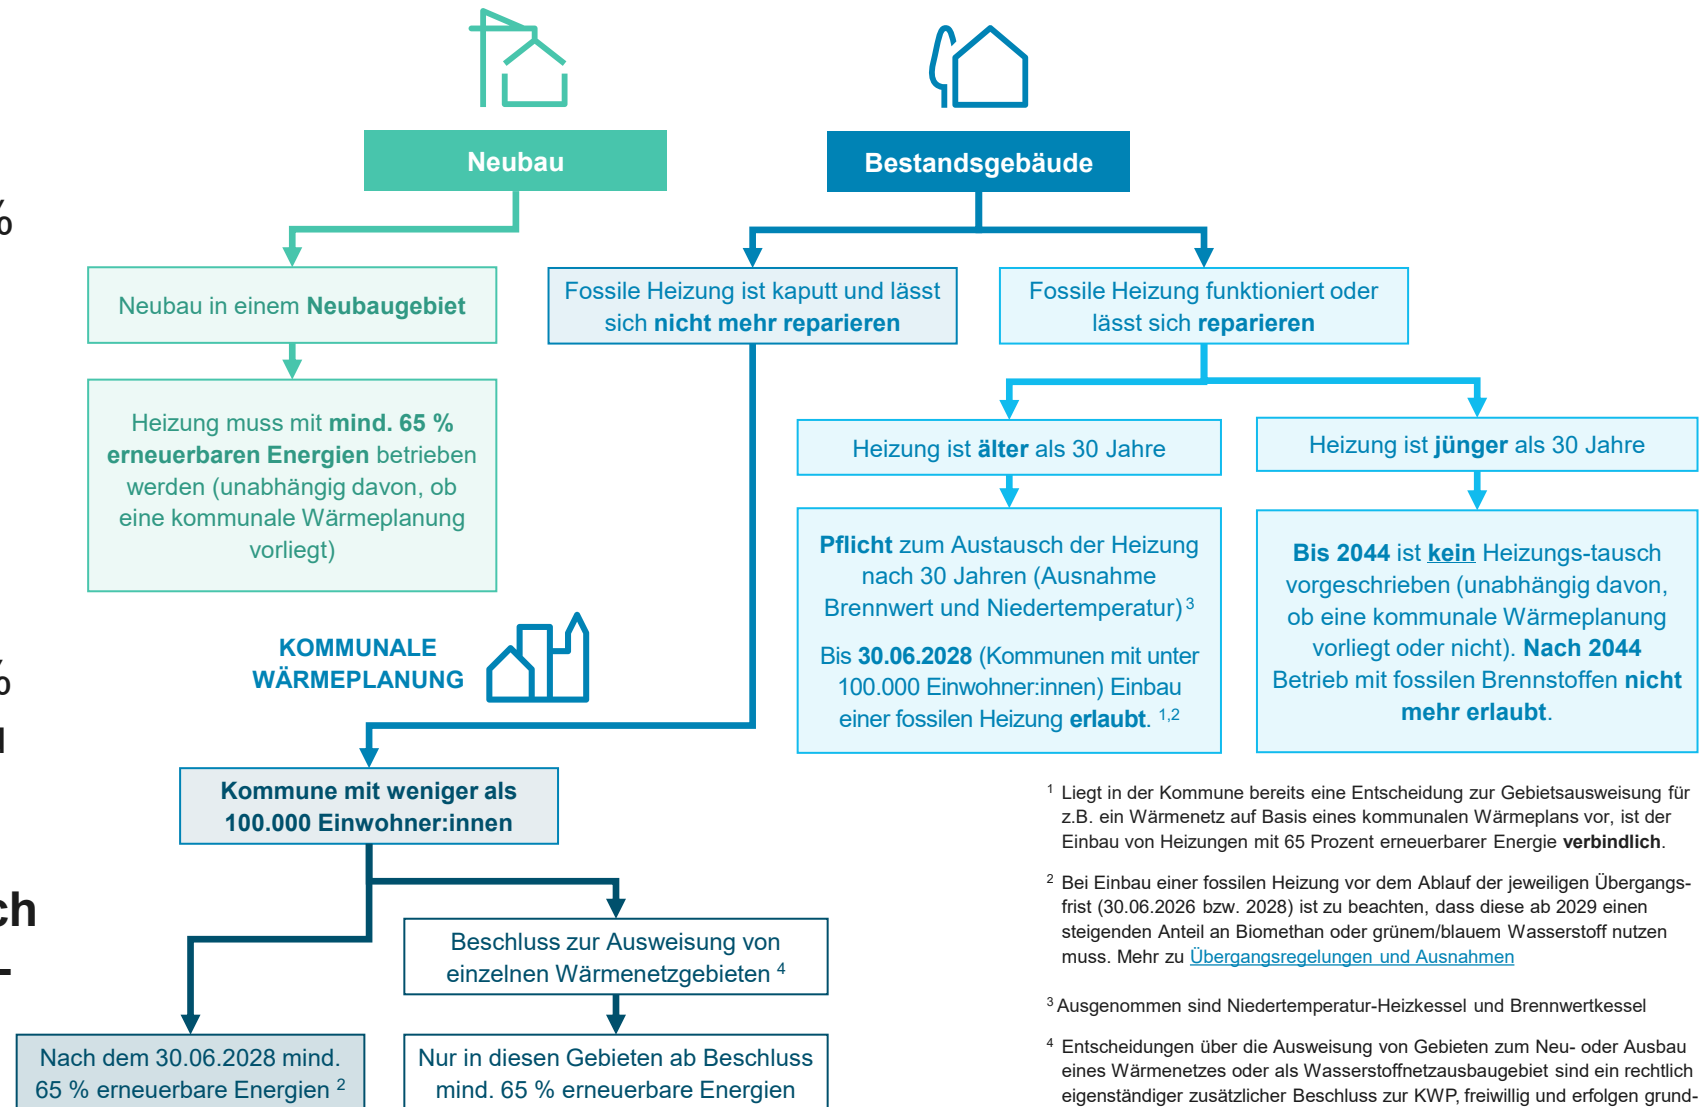 %
%
ch
-
Neubau
Neubau in einem Neubaugebiet
Heizung muss mit mind. 65 %
erneuerbaren Energien betrieben
werden (unabhängig davon, ob
eine kommunale Wärmeplanung
vorliegt)
Bestandsgebäude
Fossile Heizung ist kaputt und lässt
sich nicht mehr reparieren
Fossile Heizung funktioniert oder
lässt sich reparieren
Heizung ist älter als 30 Jahre
Pflicht zum Austausch der Heizung
nach 30 Jahren (Ausnahme
Brennwert und Niedertemperatur) 3
Bis 30.06.2028 (Kommunen mit unter
100.000 Einwohner:innen) Einbau
einer fossilen Heizung erlaubt. 1,2
Heizung ist jünger als 30 Jahre
Bis 2044 ist kein Heizungs-tausch
vorgeschrieben (unabhängig davon,
ob eine kommunale Wärmeplanung
vorliegt oder nicht). Nach 2044
Betrieb mit fossilen Brennstoffen nicht
mehr erlaubt.
KOMMUNALE
WÄRMEPLANUNG
Kommune mit weniger als
100.000 Einwohner:innen
Beschluss zur Ausweisung von
einzelnen Wärmenetzgebieten 4
Nach dem 30.06.2028 mind.
65 % erneuerbare Energien 2
Nur in diesen Gebieten ab Beschluss
mind. 65 % erneuerbare Energien
1 Liegt in der Kommune bereits eine Entscheidung zur Gebietsausweisung für
z.B. ein Wärmenetz auf Basis eines kommunalen Wärmeplans vor, ist der
Einbau von Heizungen mit 65 Prozent erneuerbarer Energie verbindlich.
2 Bei Einbau einer fossilen Heizung vor dem Ablauf der jeweiligen Übergangs-
frist (30.06.2026 bzw. 2028) ist zu beachten, dass diese ab 2029 einen
steigenden Anteil an Biomethan oder grünem/blauem Wasserstoff nutzen
muss. Mehr zu Übergangsregelungen und Ausnahmen
3 Ausgenommen sind Niedertemperatur-Heizkessel und Brennwertkessel
4 Entscheidungen über die Ausweisung von Gebieten zum Neu- oder Ausbau
eines Wärmenetzes oder als Wasserstoffnetzausbaugebiet sind ein rechtlich
eigenständiger zusätzlicher Beschluss zur KWP, freiwillig und erfolgen grund-